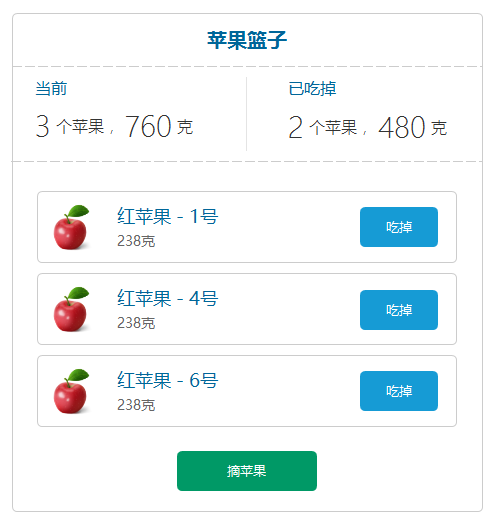 苹果篮子
当前
3 个苹果，760 克
已吃掉
2 个苹果，480 克
红苹果 - 1号
238克
吃掉
红苹果 - 4号
238克
吃掉
红苹果 - 6号
238克
吃掉
摘苹果